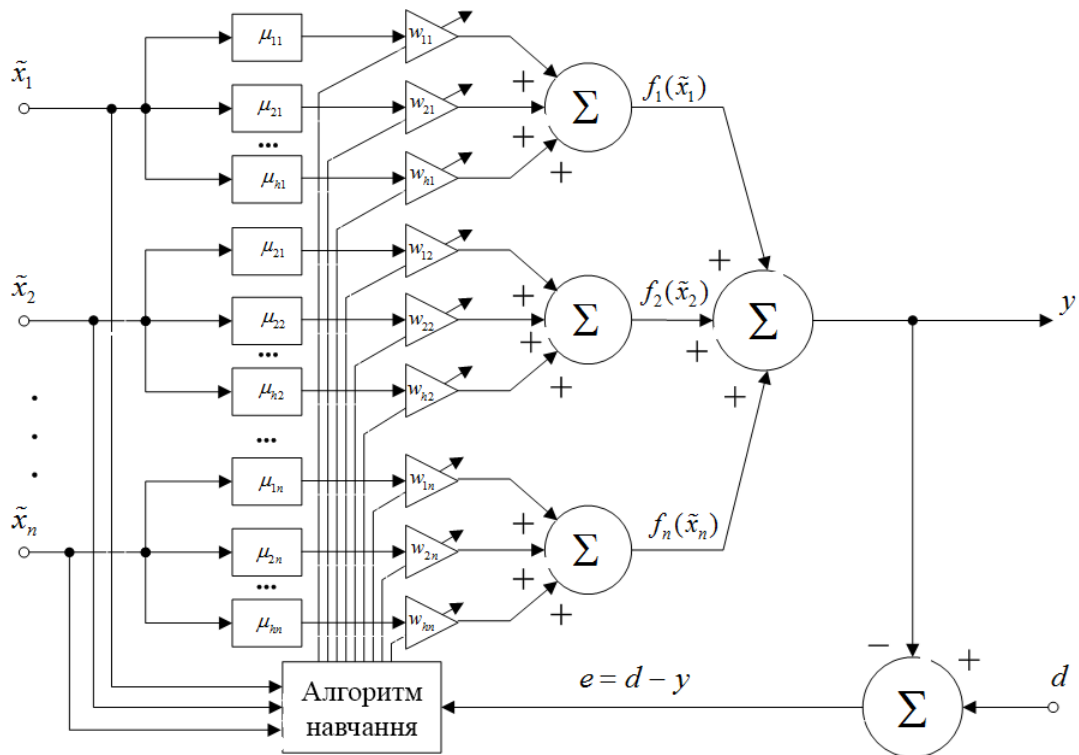 x̃₁
μ₁₁
w₁₁
μ₂₁
w₂₁
...
μₕ₁
wₕ₁
+
+
+
Σ
f₁(x̃₁)
x̃₂
μ₂₁
w₁₂
μ₂₂
w₂₂
...
μₕ₂
wₕ₂
+
+
+
Σ
f₂(x̃₂)
+
+
+
Σ
y
...
x̃ₙ
μ₁ₙ
w₁ₙ
μ₂ₙ
w₂ₙ
...
μₕₙ
wₕₙ
+
+
+
Σ
fₙ(x̃ₙ)
Алгоритм
навчання
e = d − y
−
+
Σ
d